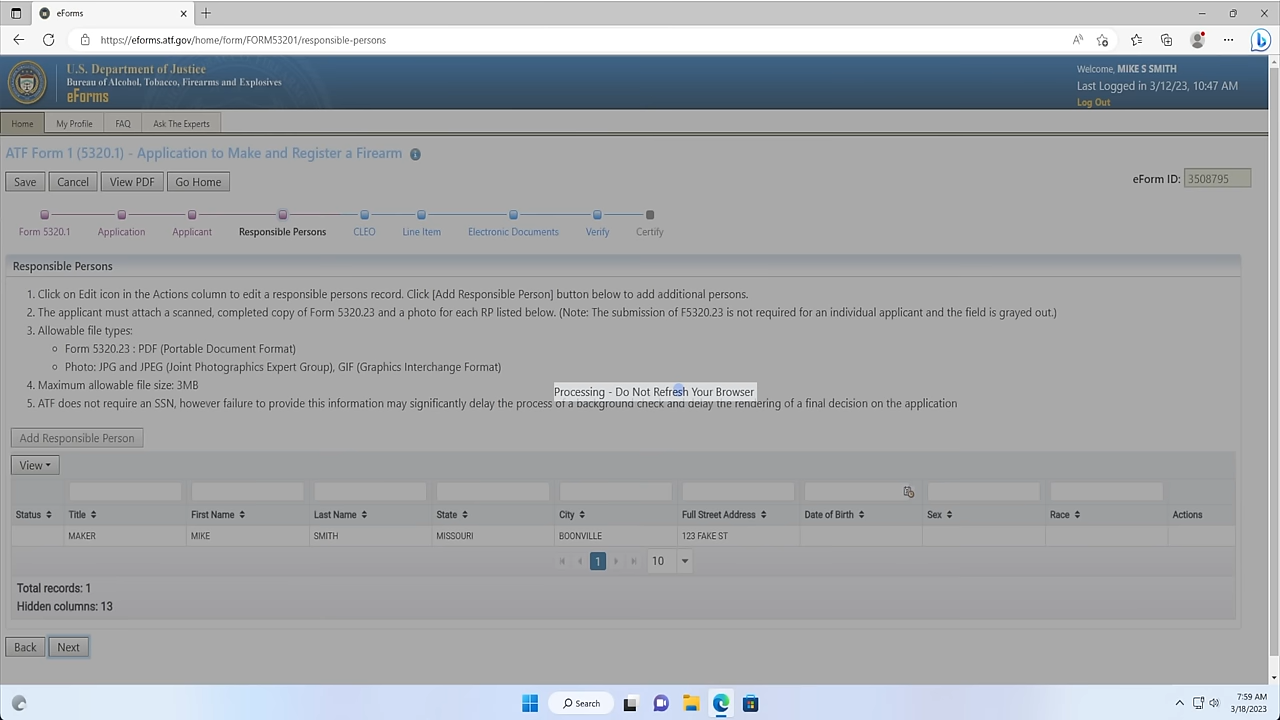 eForms
https://eforms.atf.gov/home/form/FORM53201/responsible-persons
U.S. Department of Justice
Bureau of Alcohol, Tobacco, Firearms and Explosives
eForms
Welcome, MIKE S SMITH
Last Logged in 3/12/23, 10:47 AM
Log Out
Home My Profile FAQ Ask The Experts
ATF Form 1 (5320.1) - Application to Make and Register a Firearm
Save Cancel View PDF Go Home
eForm ID: 3508795
Form 5320.1 Application Applicant Responsible Persons CLEO Line Item Electronic Documents Verify Certify
Responsible Persons
1. Click on Edit icon in the Actions column to edit a responsible persons record. Click [Add Responsible Person] button below to add additional persons.
2. The applicant must attach a scanned, completed copy of Form 5320.23 and a photo for each RP listed below. (Note: The submission of F5320.23 is not required for an individual applicant and the field is grayed out.)
3. Allowable file types:
Form 5320.23 : PDF (Portable Document Format)
Photo: JPG and JPEG (Joint Photographics Expert Group), GIF (Graphics Interchange Format)
4. Maximum allowable file size: 3MB
Processing - Do Not Refresh Your Browser
5. ATF does not require an SSN, however failure to provide this information may significantly delay the process of a background check and delay the rendering of a final decision on the application
Add Responsible Person
View
Status Title First Name Last Name State City Full Street Address Date of Birth Sex Race Actions
MAKER MIKE SMITH MISSOURI BOONVILLE 123 FAKE ST
1 10
Total records: 1
Hidden columns: 13
Back Next
Search
7:59 AM
3/18/2023